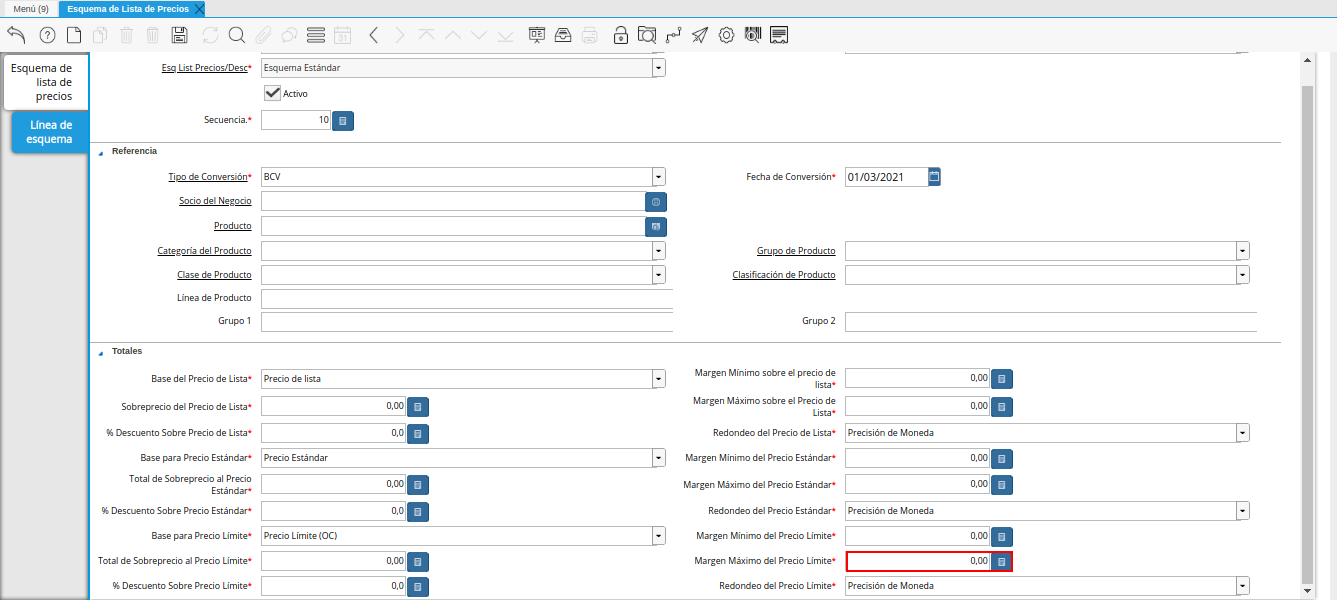 Menú (9)
Esquema de Lista de Precios
Esquema de
lista de
precios
Línea de
esquema
Esq List Precios/Desc* Esquema Estándar
Activo
Secuencia.* 10
Referencia
Tipo de Conversión* BCV Fecha de Conversión* 01/03/2021
Socio del Negocio
Producto
Categoría del Producto Grupo de Producto
Clase de Producto Clasificación de Producto
Línea de Producto
Grupo 1 Grupo 2
Totales
Base del Precio de Lista* Precio de lista
Margen Mínimo sobre el precio de
lista* 0,00
Sobreprecio del Precio de Lista* 0,00
Margen Máximo sobre el Precio de
Lista* 0,00
% Descuento Sobre Precio de Lista* 0,0 Redondeo del Precio de Lista* Precisión de Moneda
Base para Precio Estándar* Precio Estándar Margen Mínimo del Precio Estándar* 0,00
Total de Sobreprecio al Precio
Estándar* 0,00 Margen Máximo del Precio Estándar* 0,00
% Descuento Sobre Precio Estándar* 0,0 Redondeo del Precio Estándar* Precisión de Moneda
Base para Precio Límite* Precio Límite (OC) Margen Mínimo del Precio Límite* 0,00
Total de Sobreprecio al Precio Límite* 0,00 Margen Máximo del Precio Límite* 0,00
% Descuento Sobre Precio Límite* 0,0 Redondeo del Precio Límite* Precisión de Moneda